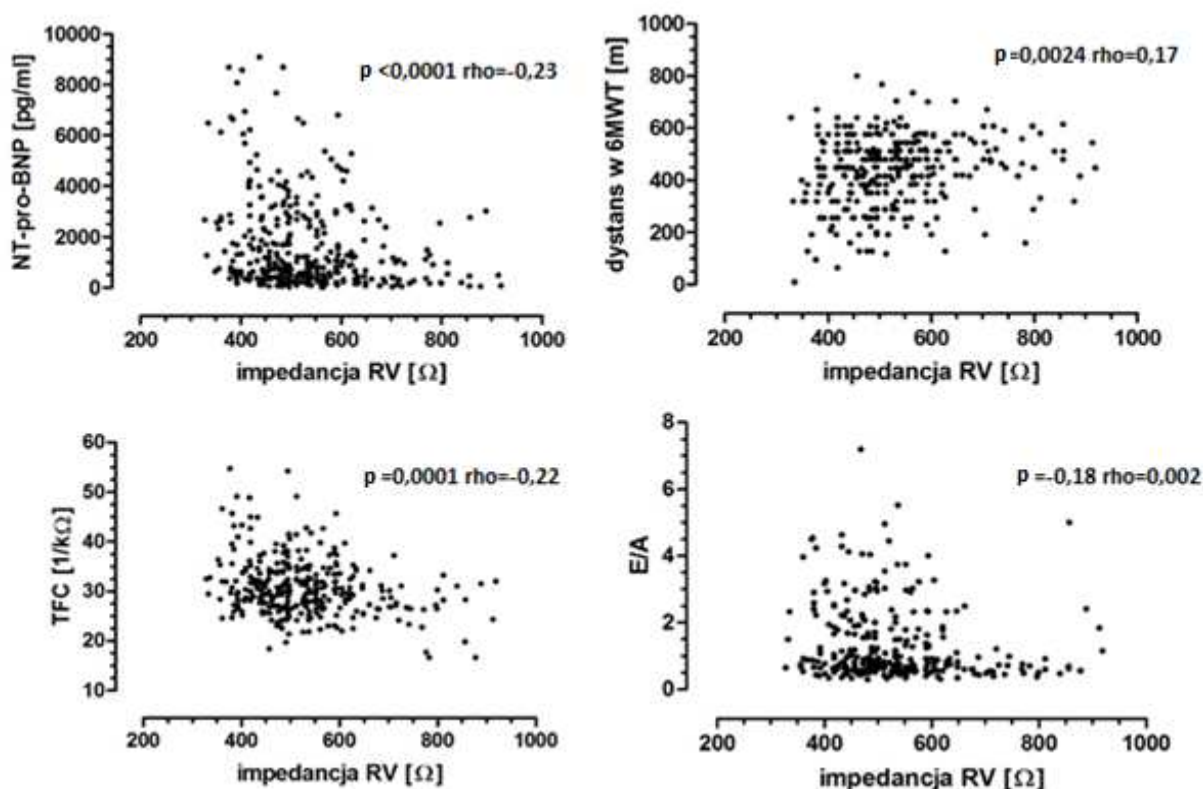 NT-pro-BNP [pg/ml]
10000
8000
6000
4000
2000
0
p <0,0001 rho=-0,23
200 400 600 800 1000
impedancja RV [Ω]
dystans w 6MWT [m]
1000
800
600
400
200
0
p=0,0024 rho=0,17
200 400 600 800 1000
impedancja RV [Ω]
TFC [1/kΩ]
60
50
40
30
20
10
p =0,0001 rho=-0,22
200 400 600 800 1000
impedancja RV [Ω]
E/A
8
6
4
2
0
p=-0,18 rho=0,002
200 400 600 800 1000
impedancja RV [Ω]